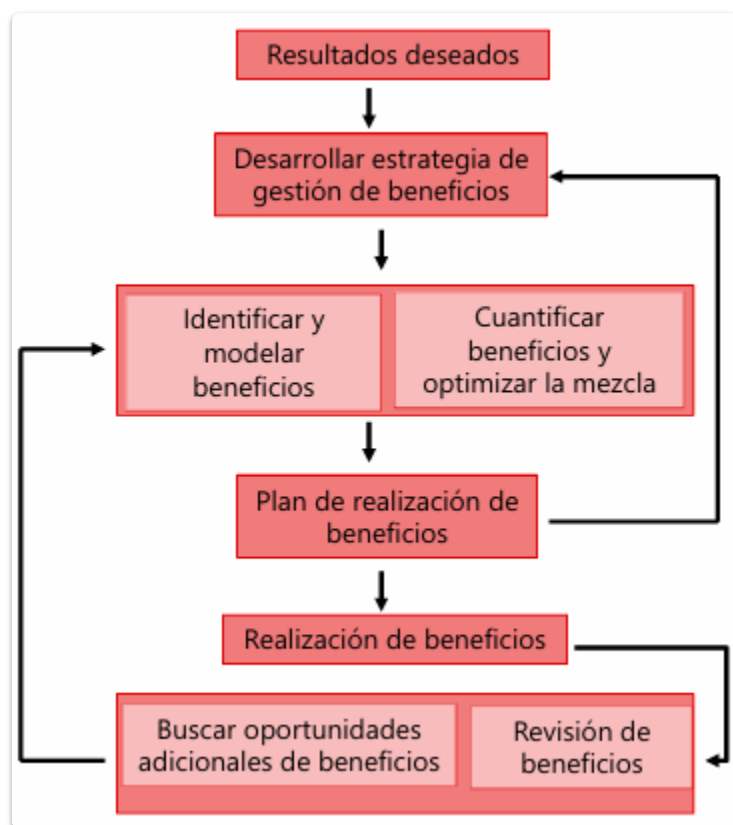 Resultados deseados
Desarrollar estrategia de
gestión de beneficios
Identificar y
modelar
beneficios
Cuantificar
beneficios y
optimizar la mezcla
Plan de realización de
beneficios
Realización de beneficios
Buscar oportunidades
adicionales de beneficios
Revisión de
beneficios